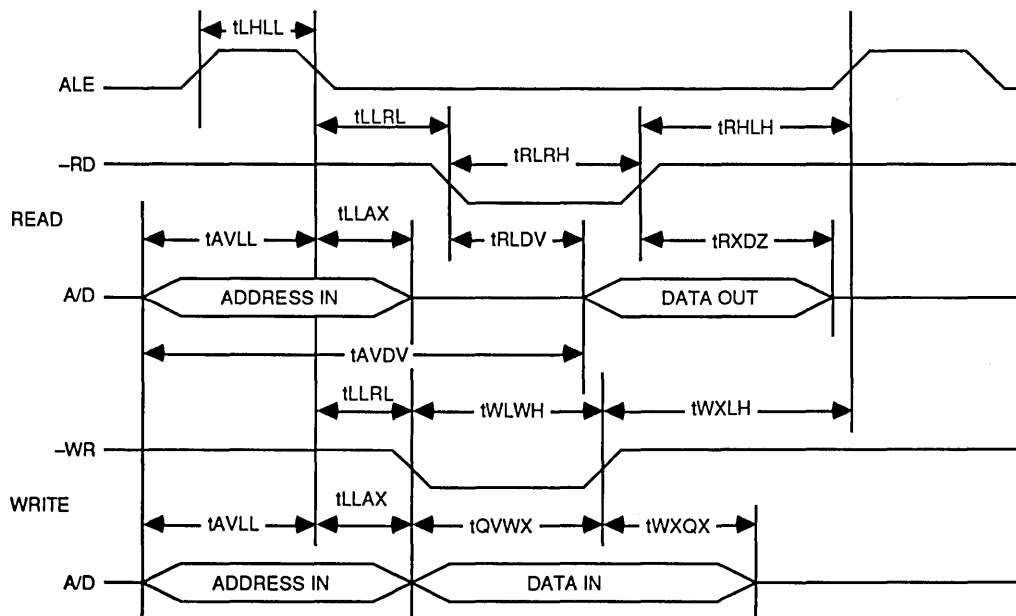 tLHLL
ALE
tLLRL
tRHLH
–RD
tRLRH
READ
tAVLL
tLLAX
tRLDV
tRXDZ
A/D
ADDRESS IN
DATA OUT
tAVDV
tLLRL
tWLWH
tWXLH
–WR
WRITE
tLLAX
tAVLL
tQVWX
tWXQX
A/D
ADDRESS IN
DATA IN